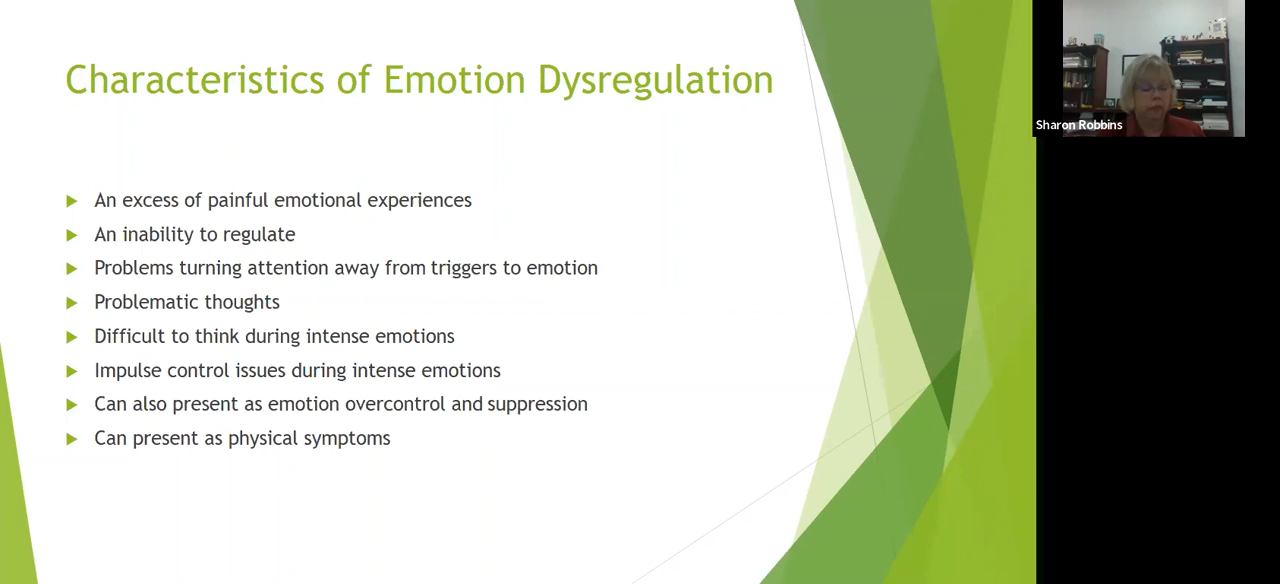 Characteristics of Emotion Dysregulation
An excess of painful emotional experiences
An inability to regulate
Problems turning attention away from triggers to emotion
Problematic thoughts
Difficult to think during intense emotions
Impulse control issues during intense emotions
Can also present as emotion overcontrol and suppression
Can present as physical symptoms
Sharon Robbins